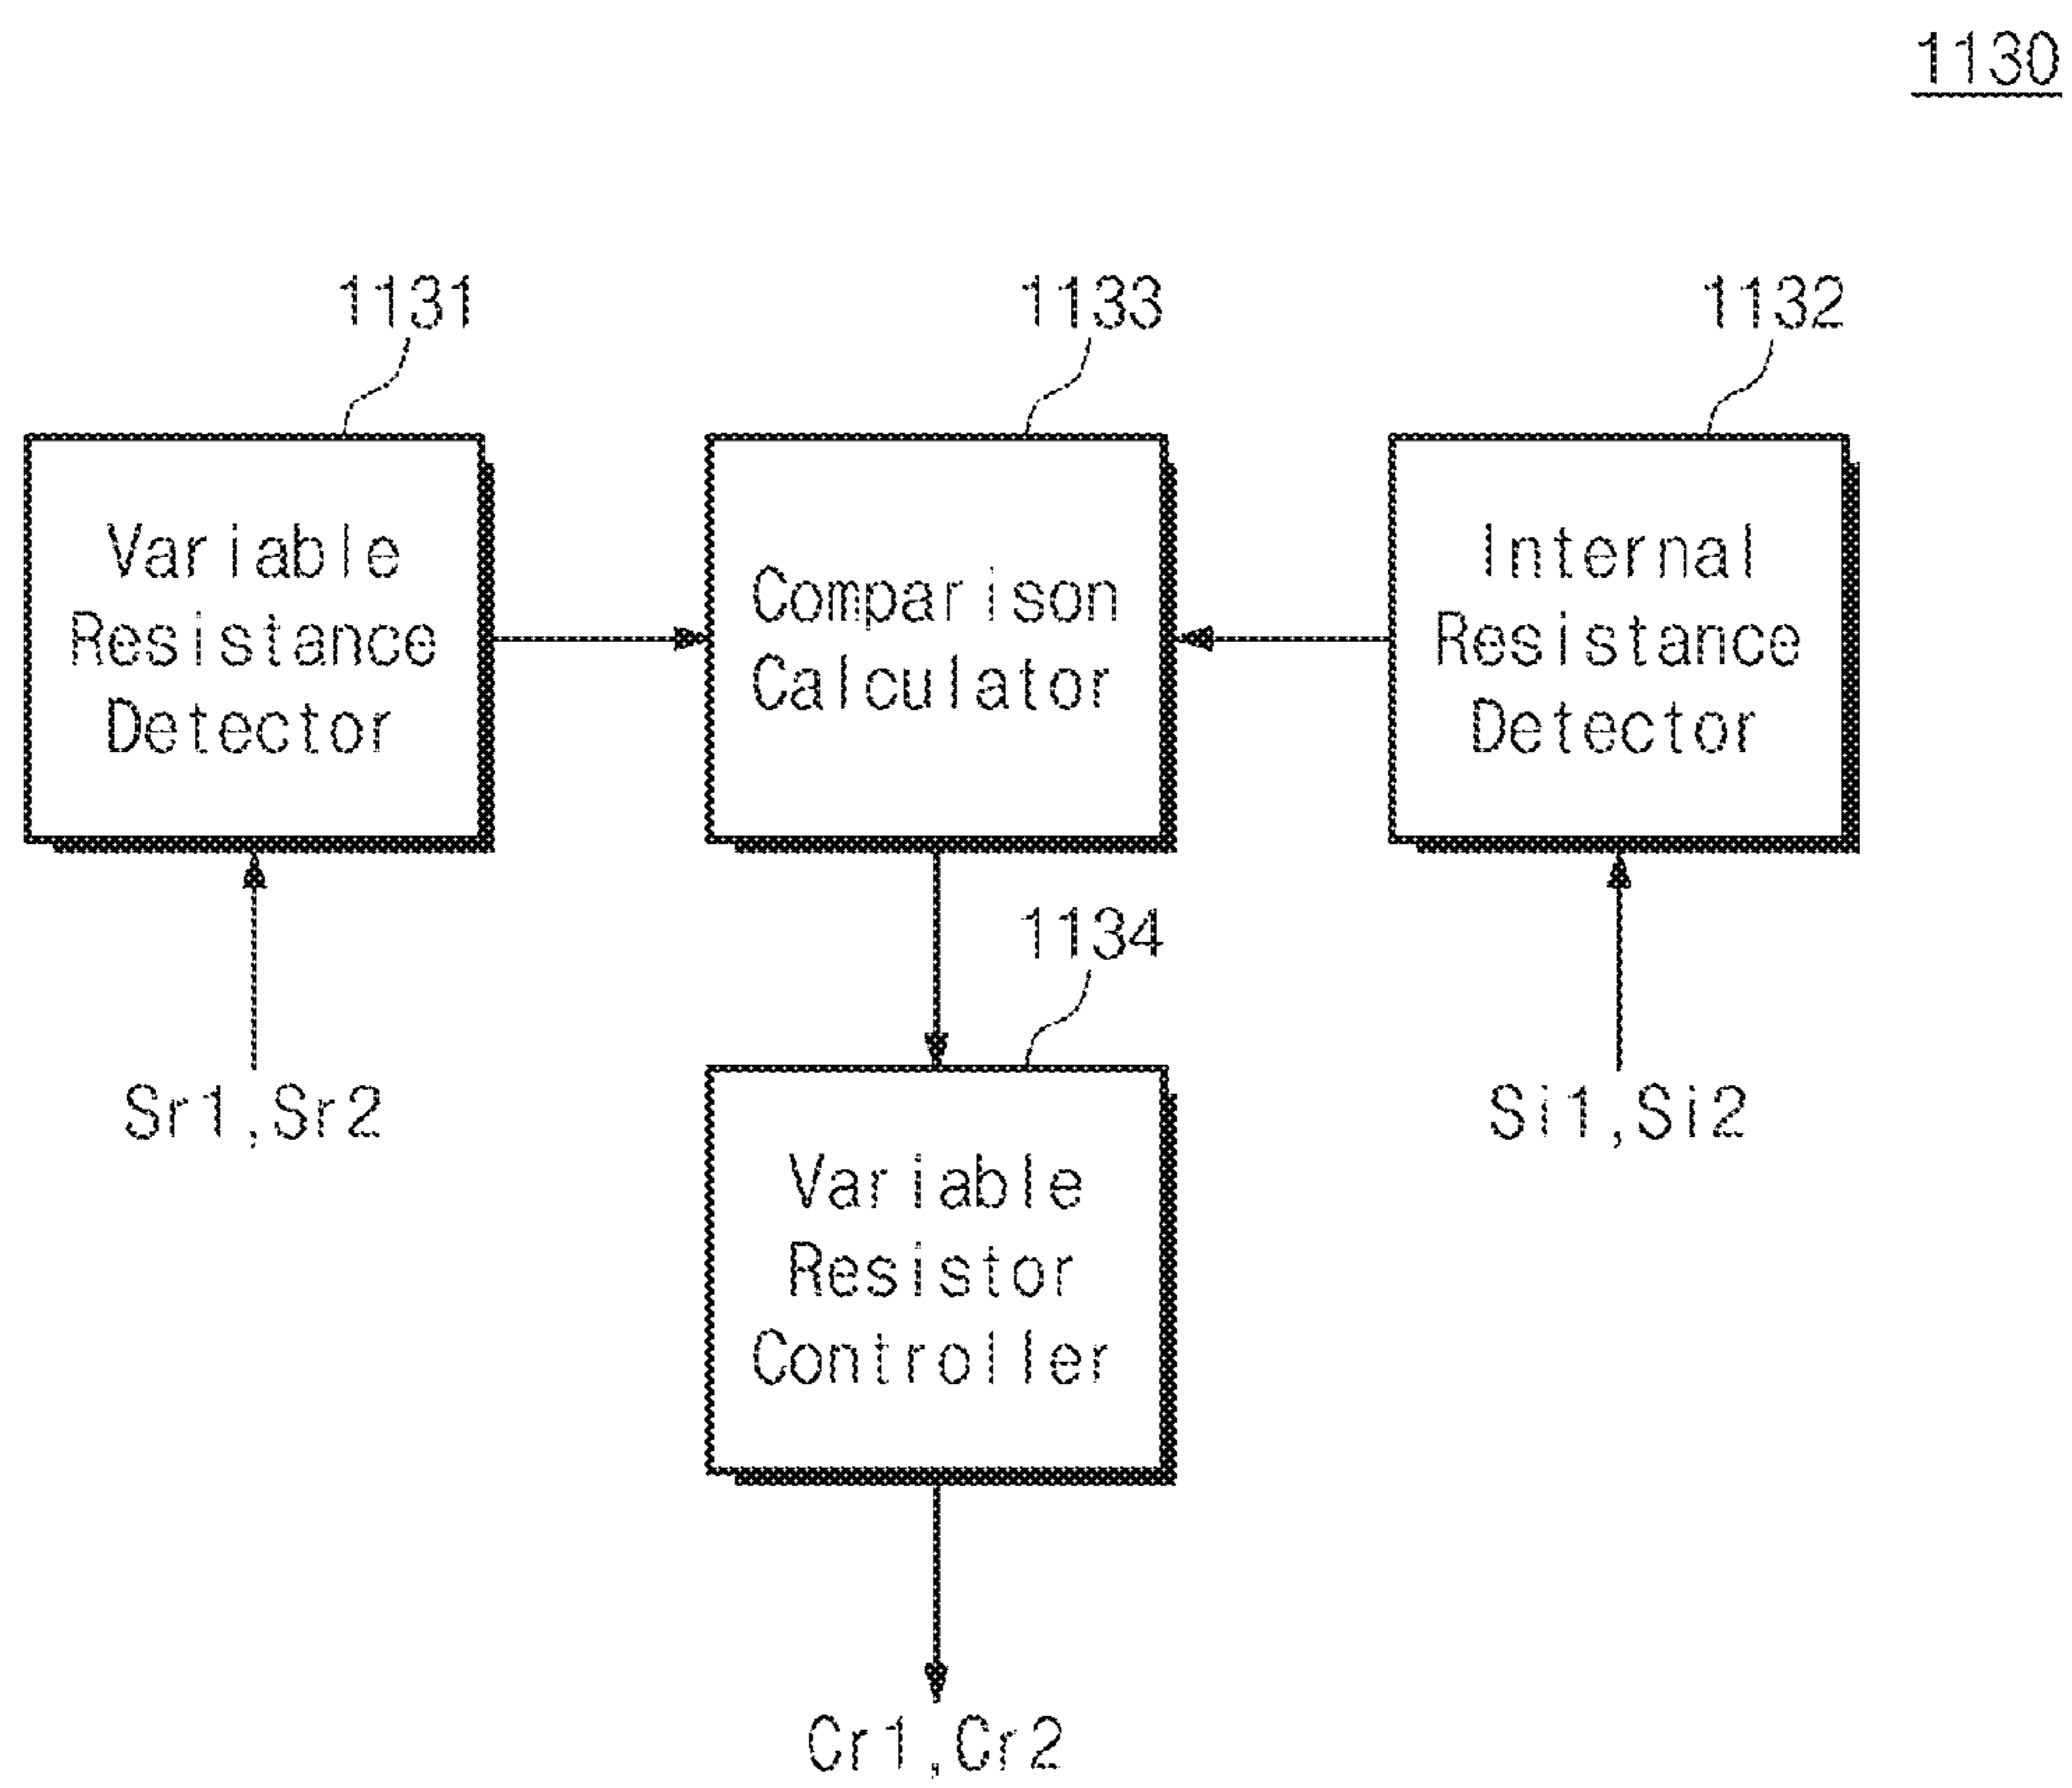 1130
1131
1133
1132
Variable
Resistance
Detector
Comparison
Calculator
Internal
Resistance
Detector
1134
Sr1,Sr2
Si1,Si2
Variable
Resistor
Controller
Cr1,Cr2